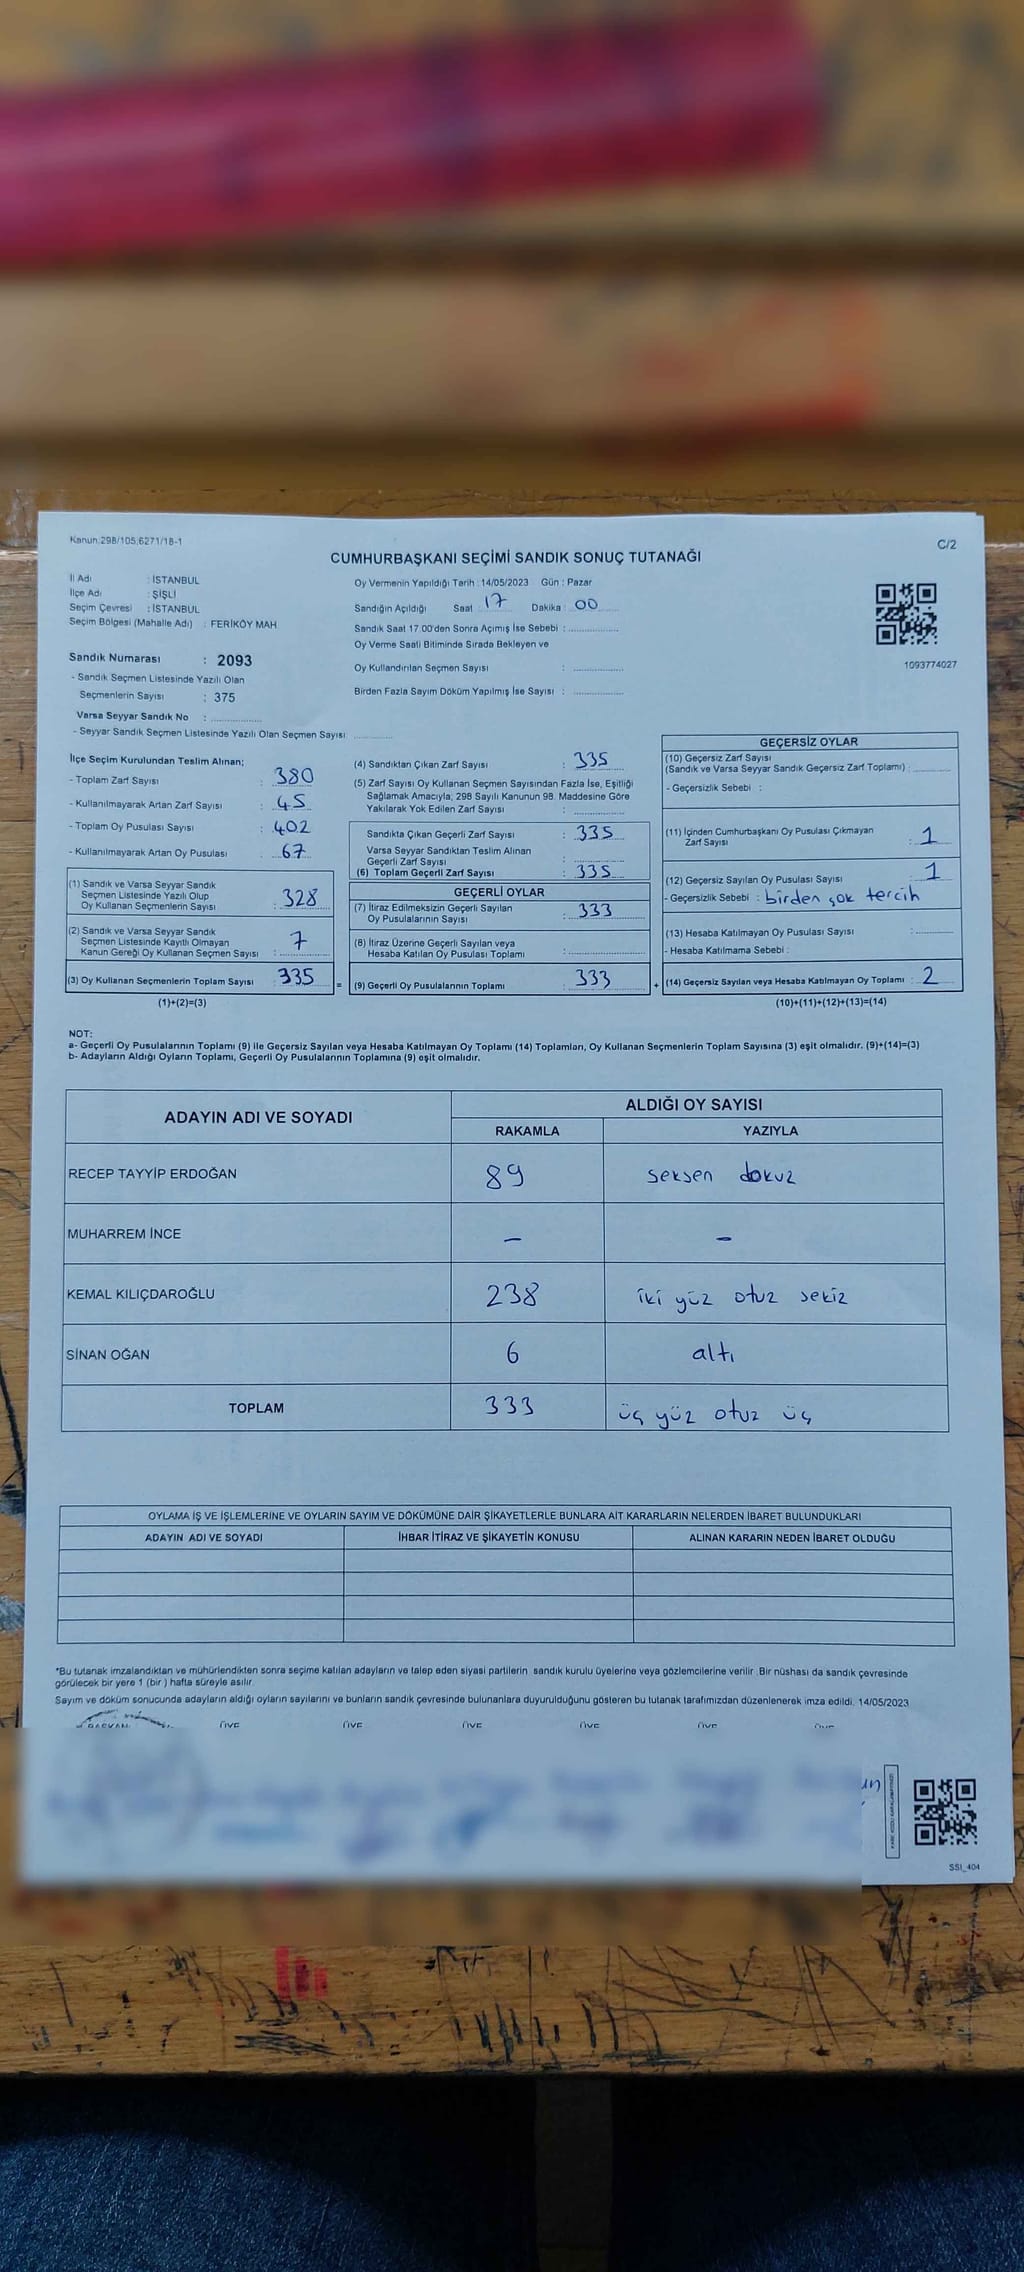 Kanun:298/105,6271/18-1
C/2
CUMHURBAŞKANI SEÇİMİ SANDIK SONUÇ TUTANAĞI
İl Adı : İSTANBUL
İlçe Adı : ŞİŞLİ
Seçim Çevresi : İSTANBUL
Seçim Bölgesi (Mahalle Adı) : FERİKÖY MAH
Sandık Numarası : 2093
- Sandık Seçmen Listesinde Yazılı Olan
Seçmenlerin Sayısı : 375
Varsa Seyyar Sandık No :
- Seyyar Sandık Seçmen Listesinde Yazılı Olan Seçmen Sayısı:
Oy Vermenin Yapıldığı Tarih : 14/05/2023 Gün : Pazar
Sandığın Açıldığı Saat 17 Dakika : 00
Sandık Saat 17.00'den Sonra Açımış İse Sebebi :
Oy Verme Saati Bitiminde Sırada Bekleyen ve
Oy Kullandırılan Seçmen Sayısı :
Birden Fazla Sayım Döküm Yapılmış İse Sayısı :
1093774027
İlçe Seçim Kurulundan Teslim Alınan;
- Toplam Zarf Sayısı : 380
- Kullanılmayarak Artan Zarf Sayısı : 45
- Toplam Oy Pusulası Sayısı : 402
- Kullanılmayarak Artan Oy Pusulası : 67
(1) Sandık ve Varsa Seyyar Sandık
Seçmen Listesinde Yazılı Olup
Oy Kullanan Seçmenlerin Sayısı : 328
(2) Sandık ve Varsa Seyyar Sandık
Seçmen Listesinde Kayıtlı Olmayan
Kanun Gereği Oy Kullanan Seçmen Sayısı : 7
(3) Oy Kullanan Seçmenlerin Toplam Sayısı : 335
(1)+(2)=(3)
(4) Sandıktan Çıkan Zarf Sayısı : 335
(5) Zarf Sayısı Oy Kullanan Seçmen Sayısından Fazla İse, Eşitliği
Sağlamak Amacıyla; 298 Sayılı Kanunun 98. Maddesine Göre
Yakılarak Yok Edilen Zarf Sayısı :
Sandıkta Çıkan Geçerli Zarf Sayısı : 335
Varsa Seyyar Sandıktan Teslim Alınan
Geçerli Zarf Sayısı :
(6) Toplam Geçerli Zarf Sayısı : 335
GEÇERLİ OYLAR
(7) İtiraz Edilmeksizin Geçerli Sayılan
Oy Pusulalarının Sayısı : 333
(8) İtiraz Üzerine Geçerli Sayılan veya
Hesaba Katılan Oy Pusulası Toplamı :
= (9) Geçerli Oy Pusulalarının Toplamı : 333
GEÇERSİZ OYLAR
(10) Geçersiz Zarf Sayısı
(Sandık ve Varsa Seyyar Sandık Geçersiz Zarf Toplamı) :
- Geçersizlik Sebebi :
(11) İçinden Cumhurbaşkanı Oy Pusulası Çıkmayan
Zarf Sayısı : 1
(12) Geçersiz Sayılan Oy Pusulası Sayısı : 1
- Geçersizlik Sebebi : birden çok tercih
(13) Hesaba Katılmayan Oy Pusulası Sayısı :
- Hesaba Katılmama Sebebi :
+ (14) Geçersiz Sayılan veya Hesaba Katılmayan Oy Toplamı : 2
(10)+(11)+(12)+(13)=(14)
NOT:
a- Geçerli Oy Pusulalarının Toplamı (9) ile Geçersiz Sayılan veya Hesaba Katılmayan Oy Toplamı (14) Toplamları, Oy Kullanan Seçmenlerin Toplam Sayısına (3) eşit olmalıdır. (9)+(14)=(3)
b- Adayların Aldığı Oyların Toplamı, Geçerli Oy Pusulalarının Toplamına (9) eşit olmalıdır.
ADAYIN ADI VE SOYADI ALDIĞI OY SAYISI
RAKAMLA YAZIYLA
RECEP TAYYİP ERDOĞAN 89 seksen dokuz
MUHARREM İNCE – –
KEMAL KILIÇDAROĞLU 238 iki yüz otuz sekiz
SİNAN OĞAN 6 altı
TOPLAM 333 üç yüz otuz üç
OYLAMA İŞ VE İŞLEMLERİNE VE OYLARIN SAYIM VE DÖKÜMÜNE DAİR ŞİKAYETLERLE BUNLARA AİT KARARLARIN NELERDEN İBARET BULUNDUKLARI
ADAYIN ADI VE SOYADI İHBAR İTİRAZ VE ŞİKAYETİN KONUSU ALINAN KARARIN NEDEN İBARET OLDUĞU
*Bu tutanak imzalandıktan ve mühürlendikten sonra seçime katılan adayların ve talep eden siyasi partilerin sandık kurulu üyelerine veya gözlemcilerine verilir .Bir nüshası da sandık çevresinde
görülecek bir yere 1 (bir ) hafta süreyle asılır.
Sayım ve döküm sonucunda adayların aldığı oyların sayılarını ve bunların sandık çevresinde bulunanlara duyurulduğunu gösteren bu tutanak tarafımızdan düzenlenerek imza edildi. 14/05/2023
BAŞKAN ÜYE ÜYE ÜYE ÜYE ÜYE ÜYE
SSI_404